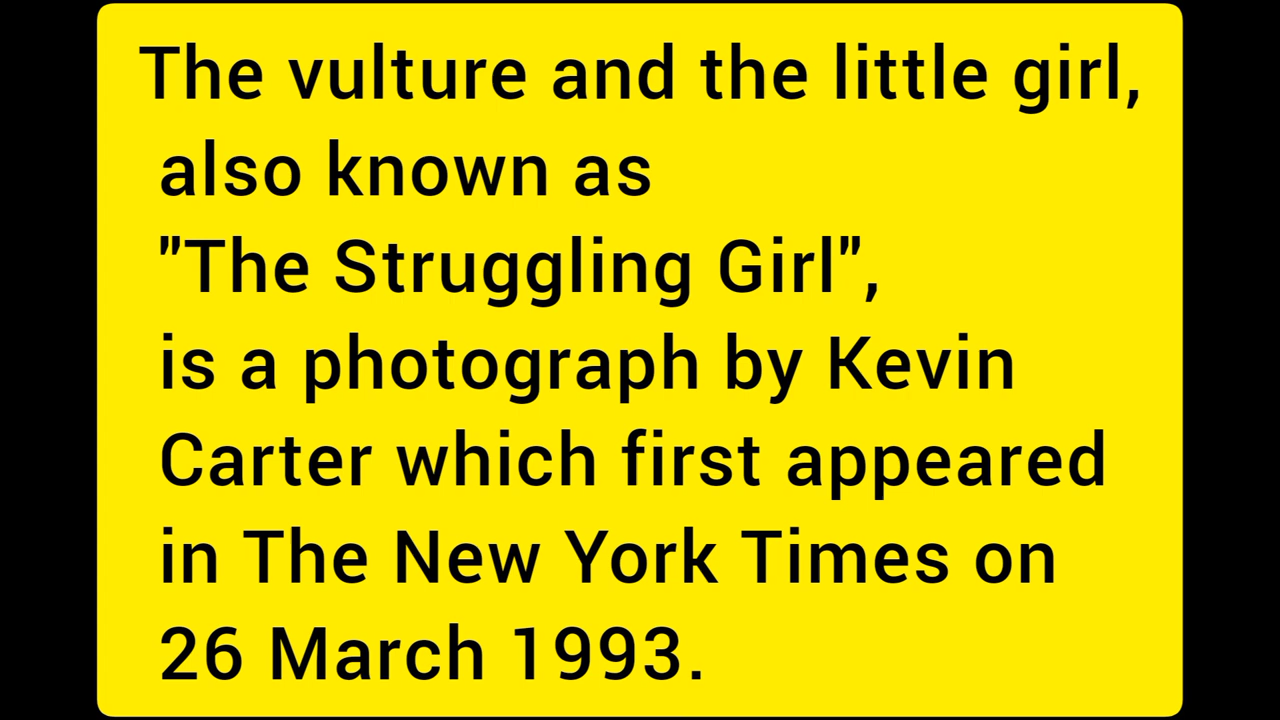 The vulture and the little girl,
also known as
"The Struggling Girl",
is a photograph by Kevin
Carter which first appeared
in The New York Times on
26 March 1993.